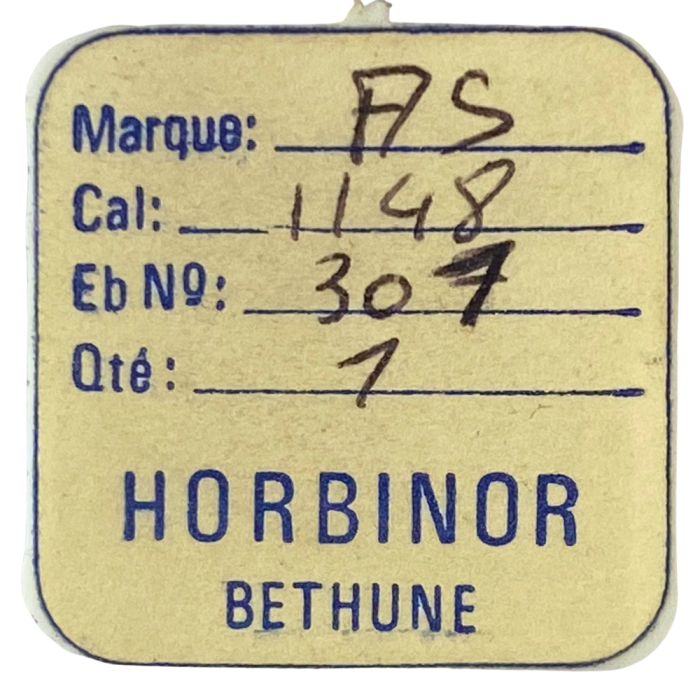 Marque: AS
Cal: 1148
Eb Nº: 307
Qté: 1
HORBINOR
BETHUNE